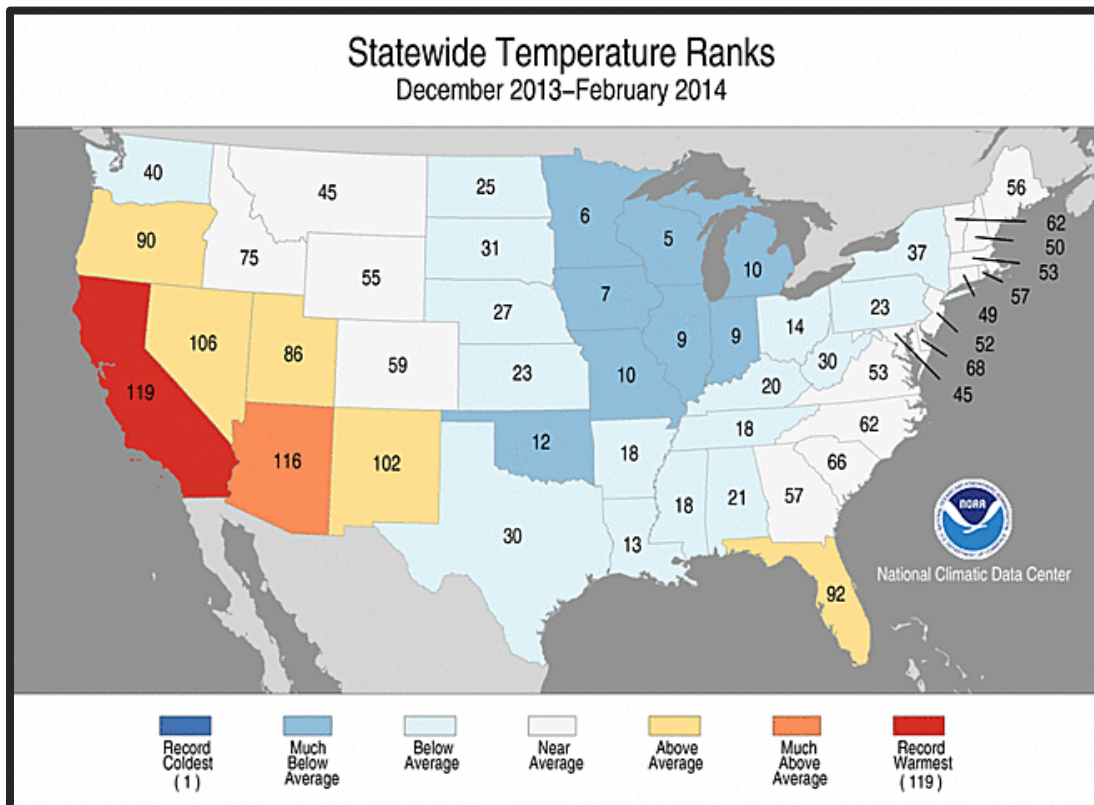 Statewide Temperature Ranks
December 2013–February 2014
40
45
25
6
56
90
75
31
5
10
37
62
50
53
57
55
27
7
23
49
52
68
45
106
86
59
23
10
9
9
14
30
53
20
119
116
102
12
18
18
62
66
30
13
18
21
57
92
NOAA
National Climatic Data Center
Record
Coldest
(1)
Much
Below
Average
Below
Average
Near
Average
Above
Average
Much
Above
Average
Record
Warmest
(119)